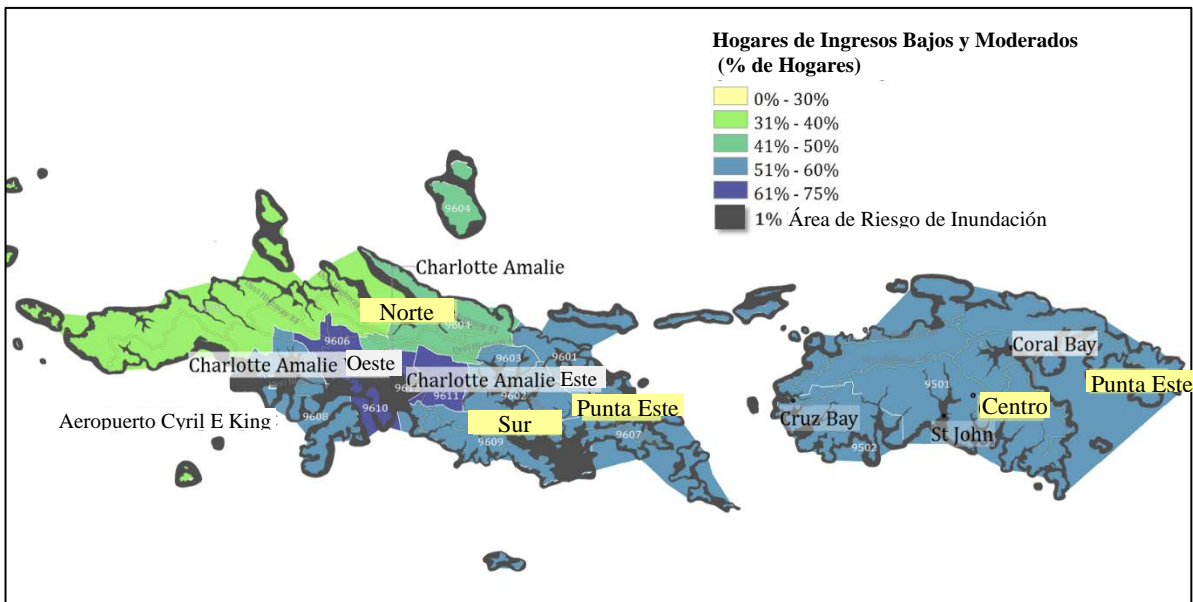 Hogares de Ingresos Bajos y Moderados
(% de Hogares)
0% - 30%
31% - 40%
41% - 50%
51% - 60%
61% - 75%
1% Área de Riesgo de Inundación
9604
Charlotte Amalie
Norte
9604
9606
Charlotte Amalie Oeste
9603
9601
Charlotte Amalie Este
9602
9611
9610
Aeropuerto Cyril E King
9608
Sur
9609
Punta Este
9607
Coral Bay
Punta Este
9501
Centro
Cruz Bay
St John
9502